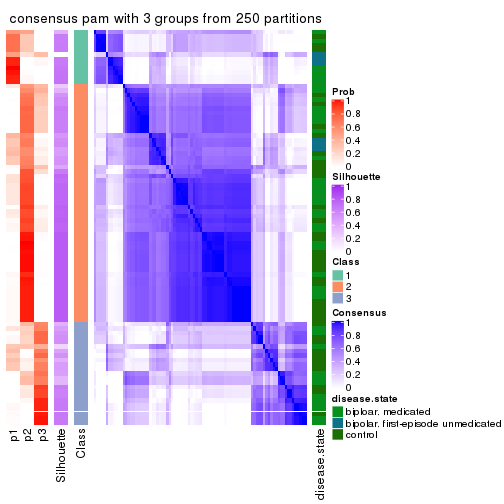 consensus pam with 3 groups from 250 partitions
Prob
1
0.8
0.6
0.4
0.2
0
Silhouette
1
0.8
0.6
0.4
0.2
0
Class
1
2
3
Consensus
1
0.8
0.6
0.4
0.2
0
disease.state
biploar. medicated
bipolar. first-episode unmedicated
control
p1
p2
p3
Silhouette
Class
disease.state